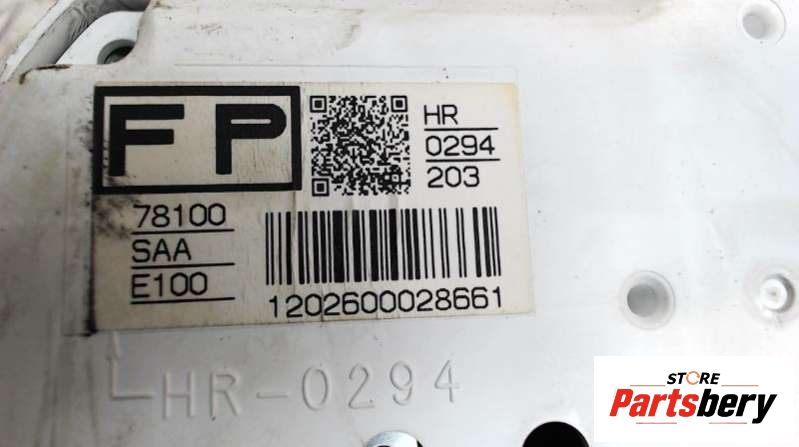 FP
HR
0294
203
78100
SAA
E100
1202600028661
HR-0294
STORE
Partsbery